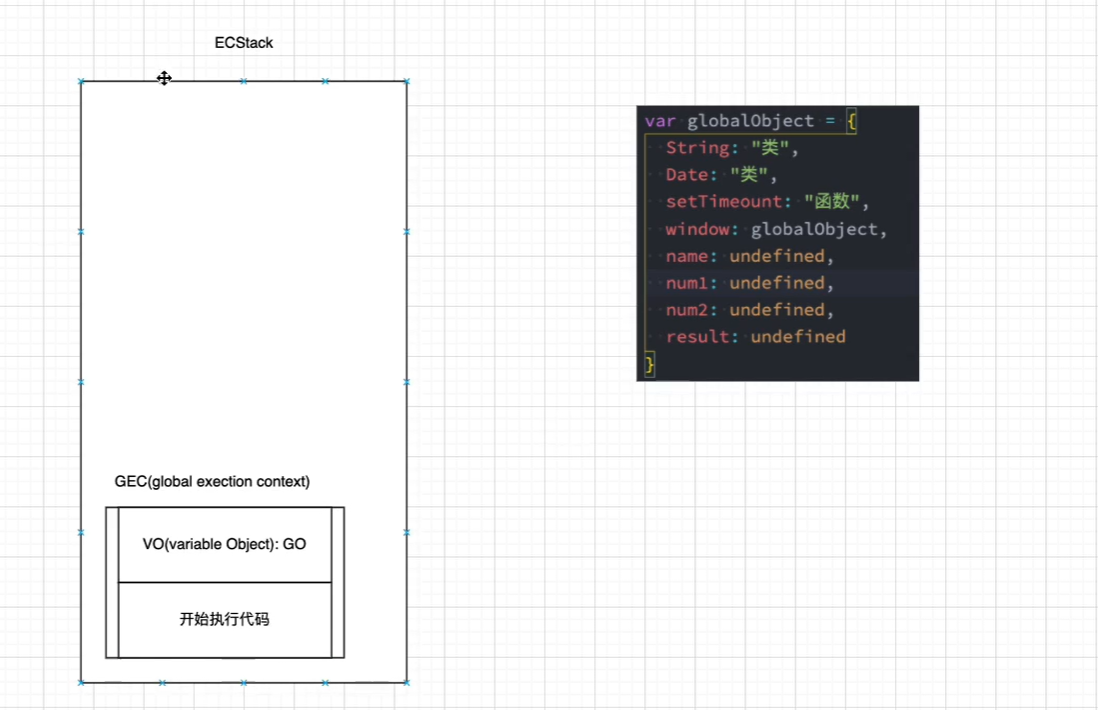 ECStack
var globalObject = {
String: "类",
Date: "类",
setTimeount: "函数",
window: globalObject,
name: undefined,
num1: undefined,
num2: undefined,
result: undefined
}
GEC(global exection context)
VO(variable Object): GO
开始执行代码